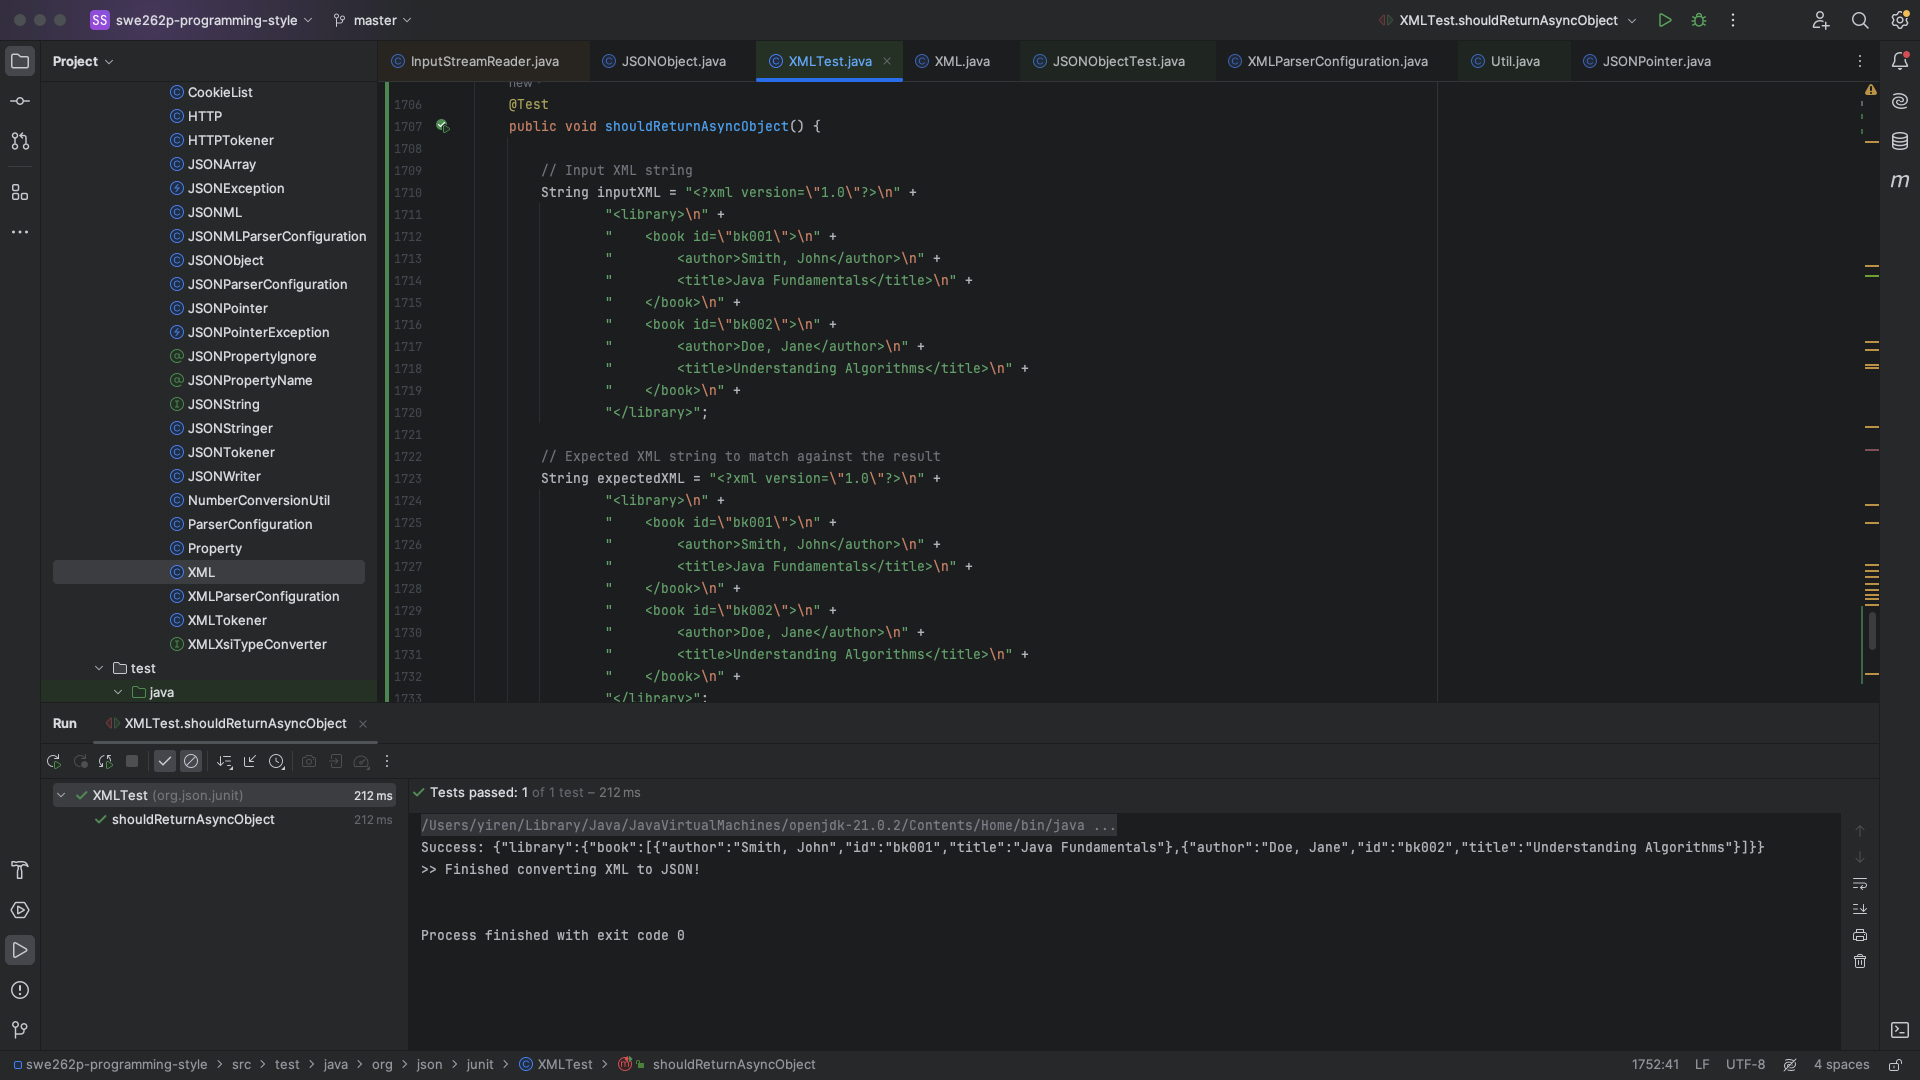 SS swe262p-programming-style master XMLTest.shouldReturnAsyncObject
Project
InputStreamReader.java JSONObject.java XMLTest.java XML.java JSONObjectTest.java XMLParserConfiguration.java Util.java JSONPointer.java
CookieList
HTTP
HTTPTokener
JSONArray
JSONException
JSONML
JSONMLParserConfiguration
JSONObject
JSONParserConfiguration
JSONPointer
JSONPointerException
JSONPropertyIgnore
JSONPropertyName
JSONString
JSONStringer
JSONTokener
JSONWriter
NumberConversionUtil
ParserConfiguration
Property
XML
XMLParserConfiguration
XMLTokener
XMLXsiTypeConverter
test
java
new
1706 @Test
1707 public void shouldReturnAsyncObject() {
1708
1709 // Input XML string
1710 String inputXML = "<?xml version=\"1.0\"?>\n" +
1711 "<library>\n" +
1712 "    <book id=\"bk001\">\n" +
1713 "        <author>Smith, John</author>\n" +
1714 "        <title>Java Fundamentals</title>\n" +
1715 "    </book>\n" +
1716 "    <book id=\"bk002\">\n" +
1717 "        <author>Doe, Jane</author>\n" +
1718 "        <title>Understanding Algorithms</title>\n" +
1719 "    </book>\n" +
1720 "</library>";
1721
1722 // Expected XML string to match against the result
1723 String expectedXML = "<?xml version=\"1.0\"?>\n" +
1724 "<library>\n" +
1725 "    <book id=\"bk001\">\n" +
1726 "        <author>Smith, John</author>\n" +
1727 "        <title>Java Fundamentals</title>\n" +
1728 "    </book>\n" +
1729 "    <book id=\"bk002\">\n" +
1730 "        <author>Doe, Jane</author>\n" +
1731 "        <title>Understanding Algorithms</title>\n" +
1732 "    </book>\n" +
1733 "</library>";
Run XMLTest.shouldReturnAsyncObject
XMLTest (org.json.junit) 212 ms
shouldReturnAsyncObject 212 ms
Tests passed: 1 of 1 test – 212 ms
/Users/yiren/Library/Java/JavaVirtualMachines/openjdk-21.0.2/Contents/Home/bin/java ...
Success: {"library":{"book":[{"author":"Smith, John","id":"bk001","title":"Java Fundamentals"},{"author":"Doe, Jane","id":"bk002","title":"Understanding Algorithms"}]}}
>> Finished converting XML to JSON!
Process finished with exit code 0
swe262p-programming-style > src > test > java > org > json > junit > XMLTest > shouldReturnAsyncObject 1752:41 LF UTF-8 4 spaces